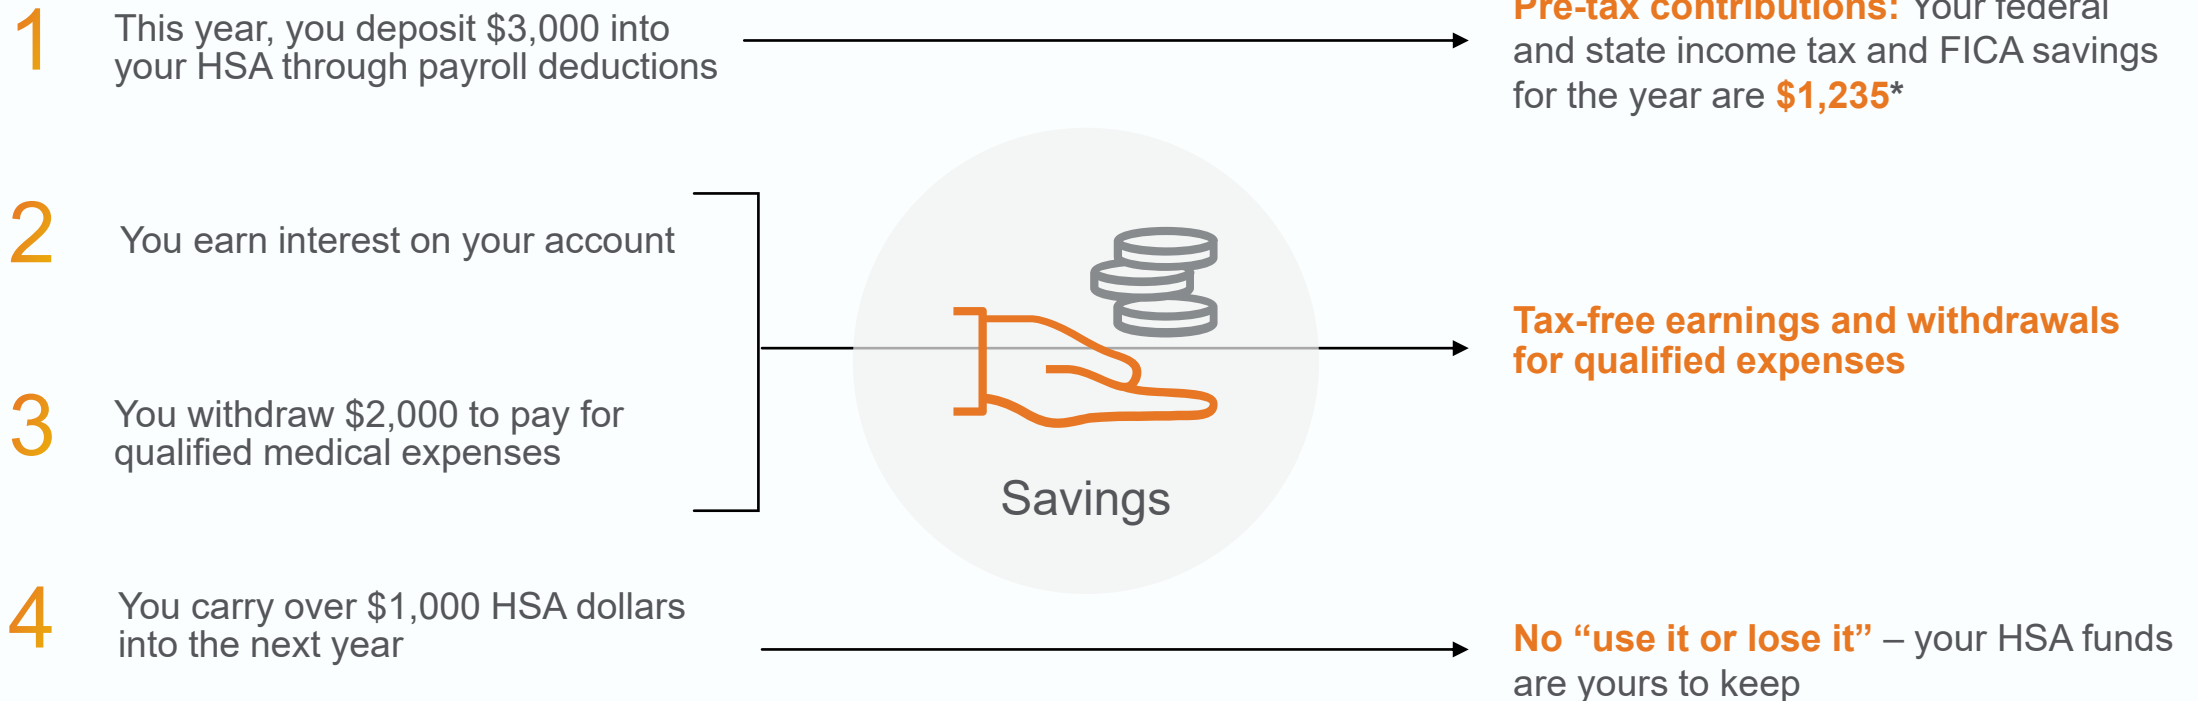 1
This year, you deposit $3,000 into
your HSA through payroll deductions
Pre-tax contributions: Your federal
and state income tax and FICA savings
for the year are $1,235*
2
You earn interest on your account
3
You withdraw $2,000 to pay for
qualified medical expenses
Savings
Tax-free earnings and withdrawals
for qualified expenses
4
You carry over $1,000 HSA dollars
into the next year
No “use it or lose it” – your HSA funds
are yours to keep